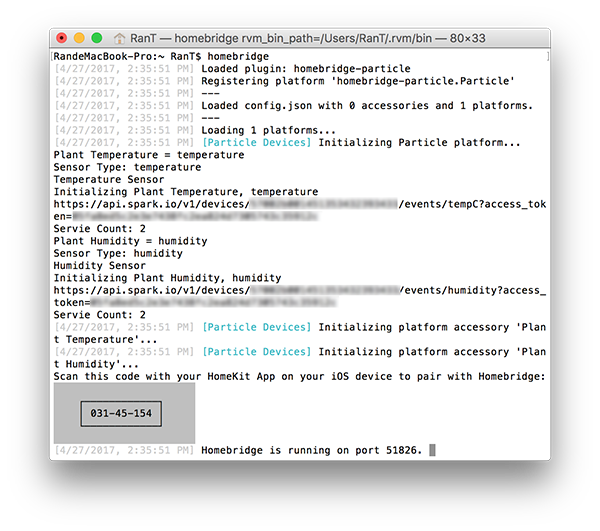 RanT — homebridge rvm_bin_path=/Users/RanT/.rvm/bin — 80×33
RandeMacBook-Pro:~ RanT$ homebridge
[4/27/2017, 2:35:51 PM] Loaded plugin: homebridge-particle
[4/27/2017, 2:35:51 PM] Registering platform 'homebridge-particle.Particle'
[4/27/2017, 2:35:51 PM] ---
[4/27/2017, 2:35:51 PM] Loaded config.json with 0 accessories and 1 platforms.
[4/27/2017, 2:35:51 PM] ---
[4/27/2017, 2:35:51 PM] Loading 1 platforms...
[4/27/2017, 2:35:51 PM] [Particle Devices] Initializing Particle platform...
Plant Temperature = temperature
Sensor Type: temperature
Temperature Sensor
Initializing Plant Temperature, temperature
https://api.spark.io/v1/devices/ /events/tempC?access_tok
en=
Servie Count: 2
Plant Humidity = humidity
Sensor Type: humidity
Humidity Sensor
Initializing Plant Humidity, humidity
https://api.spark.io/v1/devices/ /events/humidity?access_
token=
Servie Count: 2
[4/27/2017, 2:35:51 PM] [Particle Devices] Initializing platform accessory 'Plan
t Temperature'...
[4/27/2017, 2:35:51 PM] [Particle Devices] Initializing platform accessory 'Plan
t Humidity'...
Scan this code with your HomeKit App on your iOS device to pair with Homebridge:
031-45-154
[4/27/2017, 2:35:51 PM] Homebridge is running on port 51826.